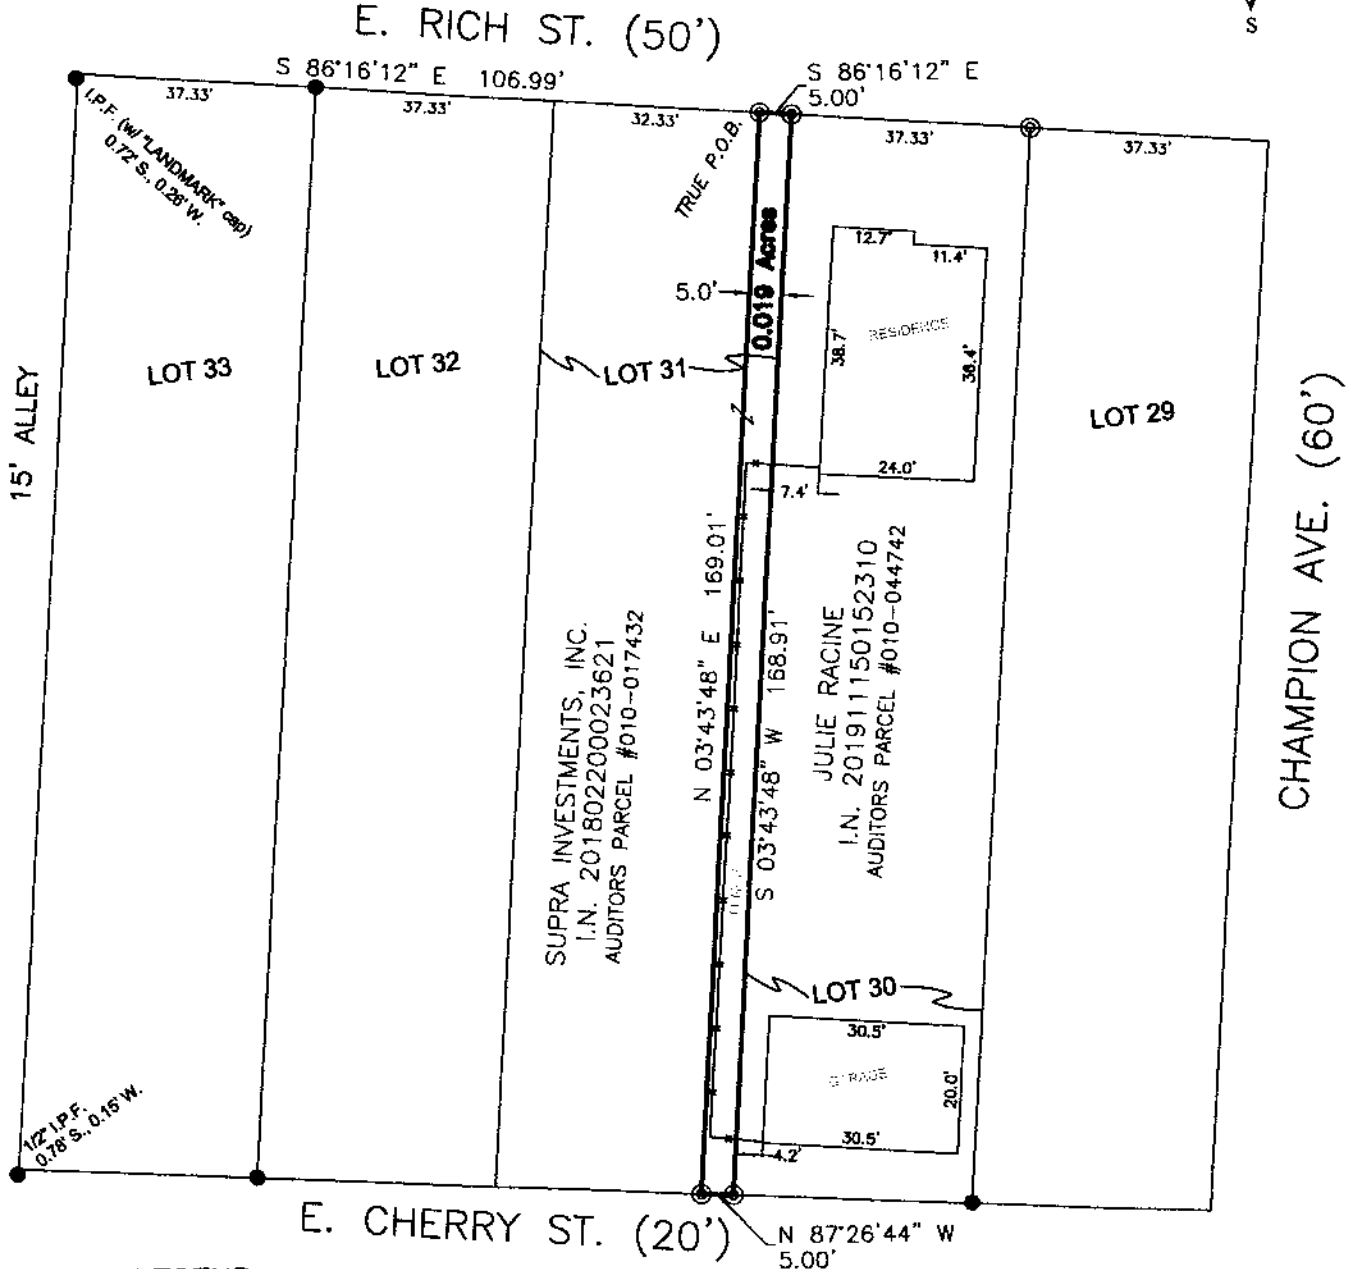 S
E. RICH ST. (50')
S 86°16'12" E 106.99'
S 86°16'12" E
5.00'
37.33'
37.33'
32.33'
37.33'
37.33'
I.P.F. (w/ "LANDMARK" cap)
0.72' S., 0.26' W.
TRUE P.O.B.
0.019 Acres
5.0'
12.7'
11.4'
RESIDENCE
38.7'
36.4'
24.0'
7.4'
15' ALLEY
LOT 33
LOT 32
LOT 31
LOT 29
CHAMPION AVE. (60')
N 03°43'48" E 169.01'
S 03°43'48" W 168.91'
SUPRA INVESTMENTS, INC.
I.N. 201802200023621
AUDITORS PARCEL #010-017432
JULIE RACINE
I.N. 201911150152310
AUDITORS PARCEL #010-044742
LOT 30
30.5'
GARAGE
20.0'
30.5'
4.2'
1/2" I.P.F.
0.78' S., 0.15' W.
E. CHERRY ST. (20')
N 87°26'44" W
5.00'